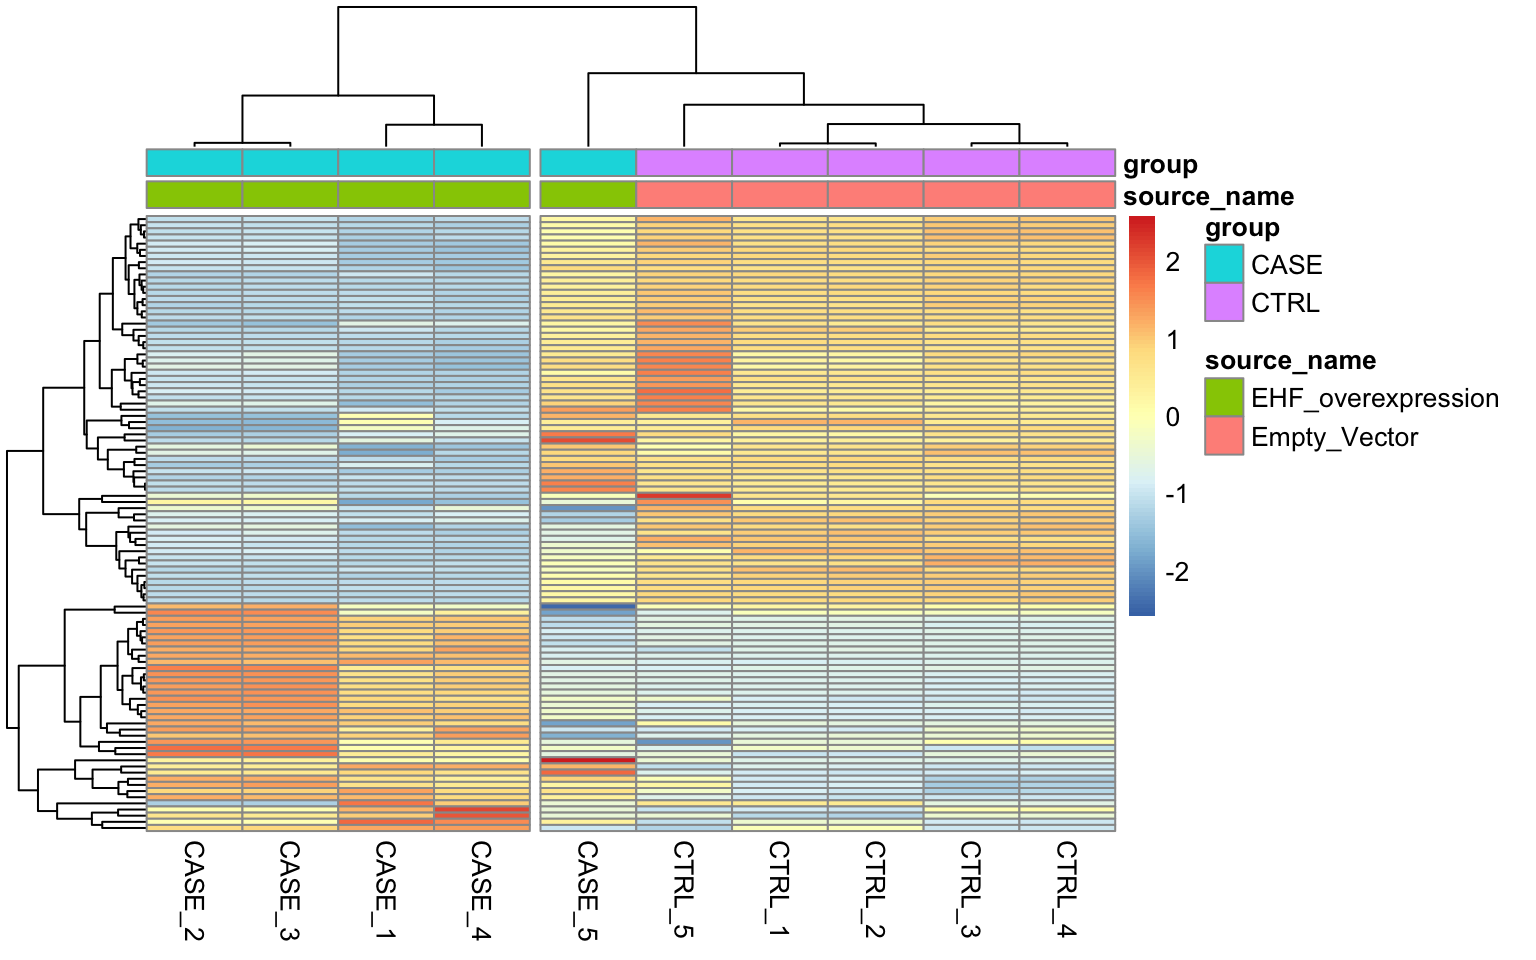 group
source_name
2
1
0
-1
-2
group
CASE
CTRL
source_name
EHF_overexpression
Empty_Vector
CASE_2
CASE_3
CASE_1
CASE_4
CASE_5
CTRL_5
CTRL_1
CTRL_2
CTRL_3
CTRL_4